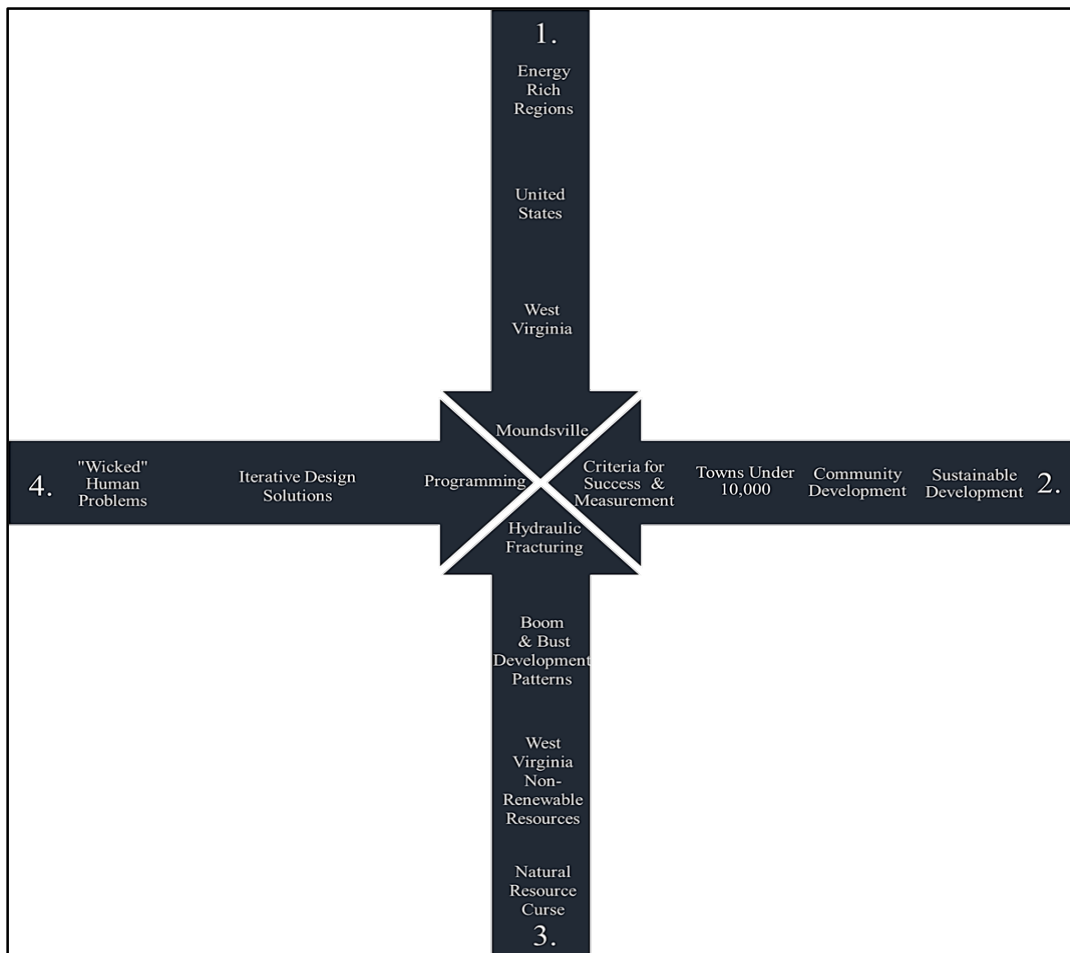 1.
Energy
Rich
Regions
United
States
West
Virginia
Moundsville
4.
"Wicked"
Human
Problems
Iterative Design
Solutions
Programming
Criteria for
Success &
Measurement
Towns Under
10,000
Community
Development
Sustainable
Development
2.
Hydraulic
Fracturing
Boom
& Bust
Development
Patterns
West
Virginia
Non-
Renewable
Resources
Natural
Resource
Curse
3.